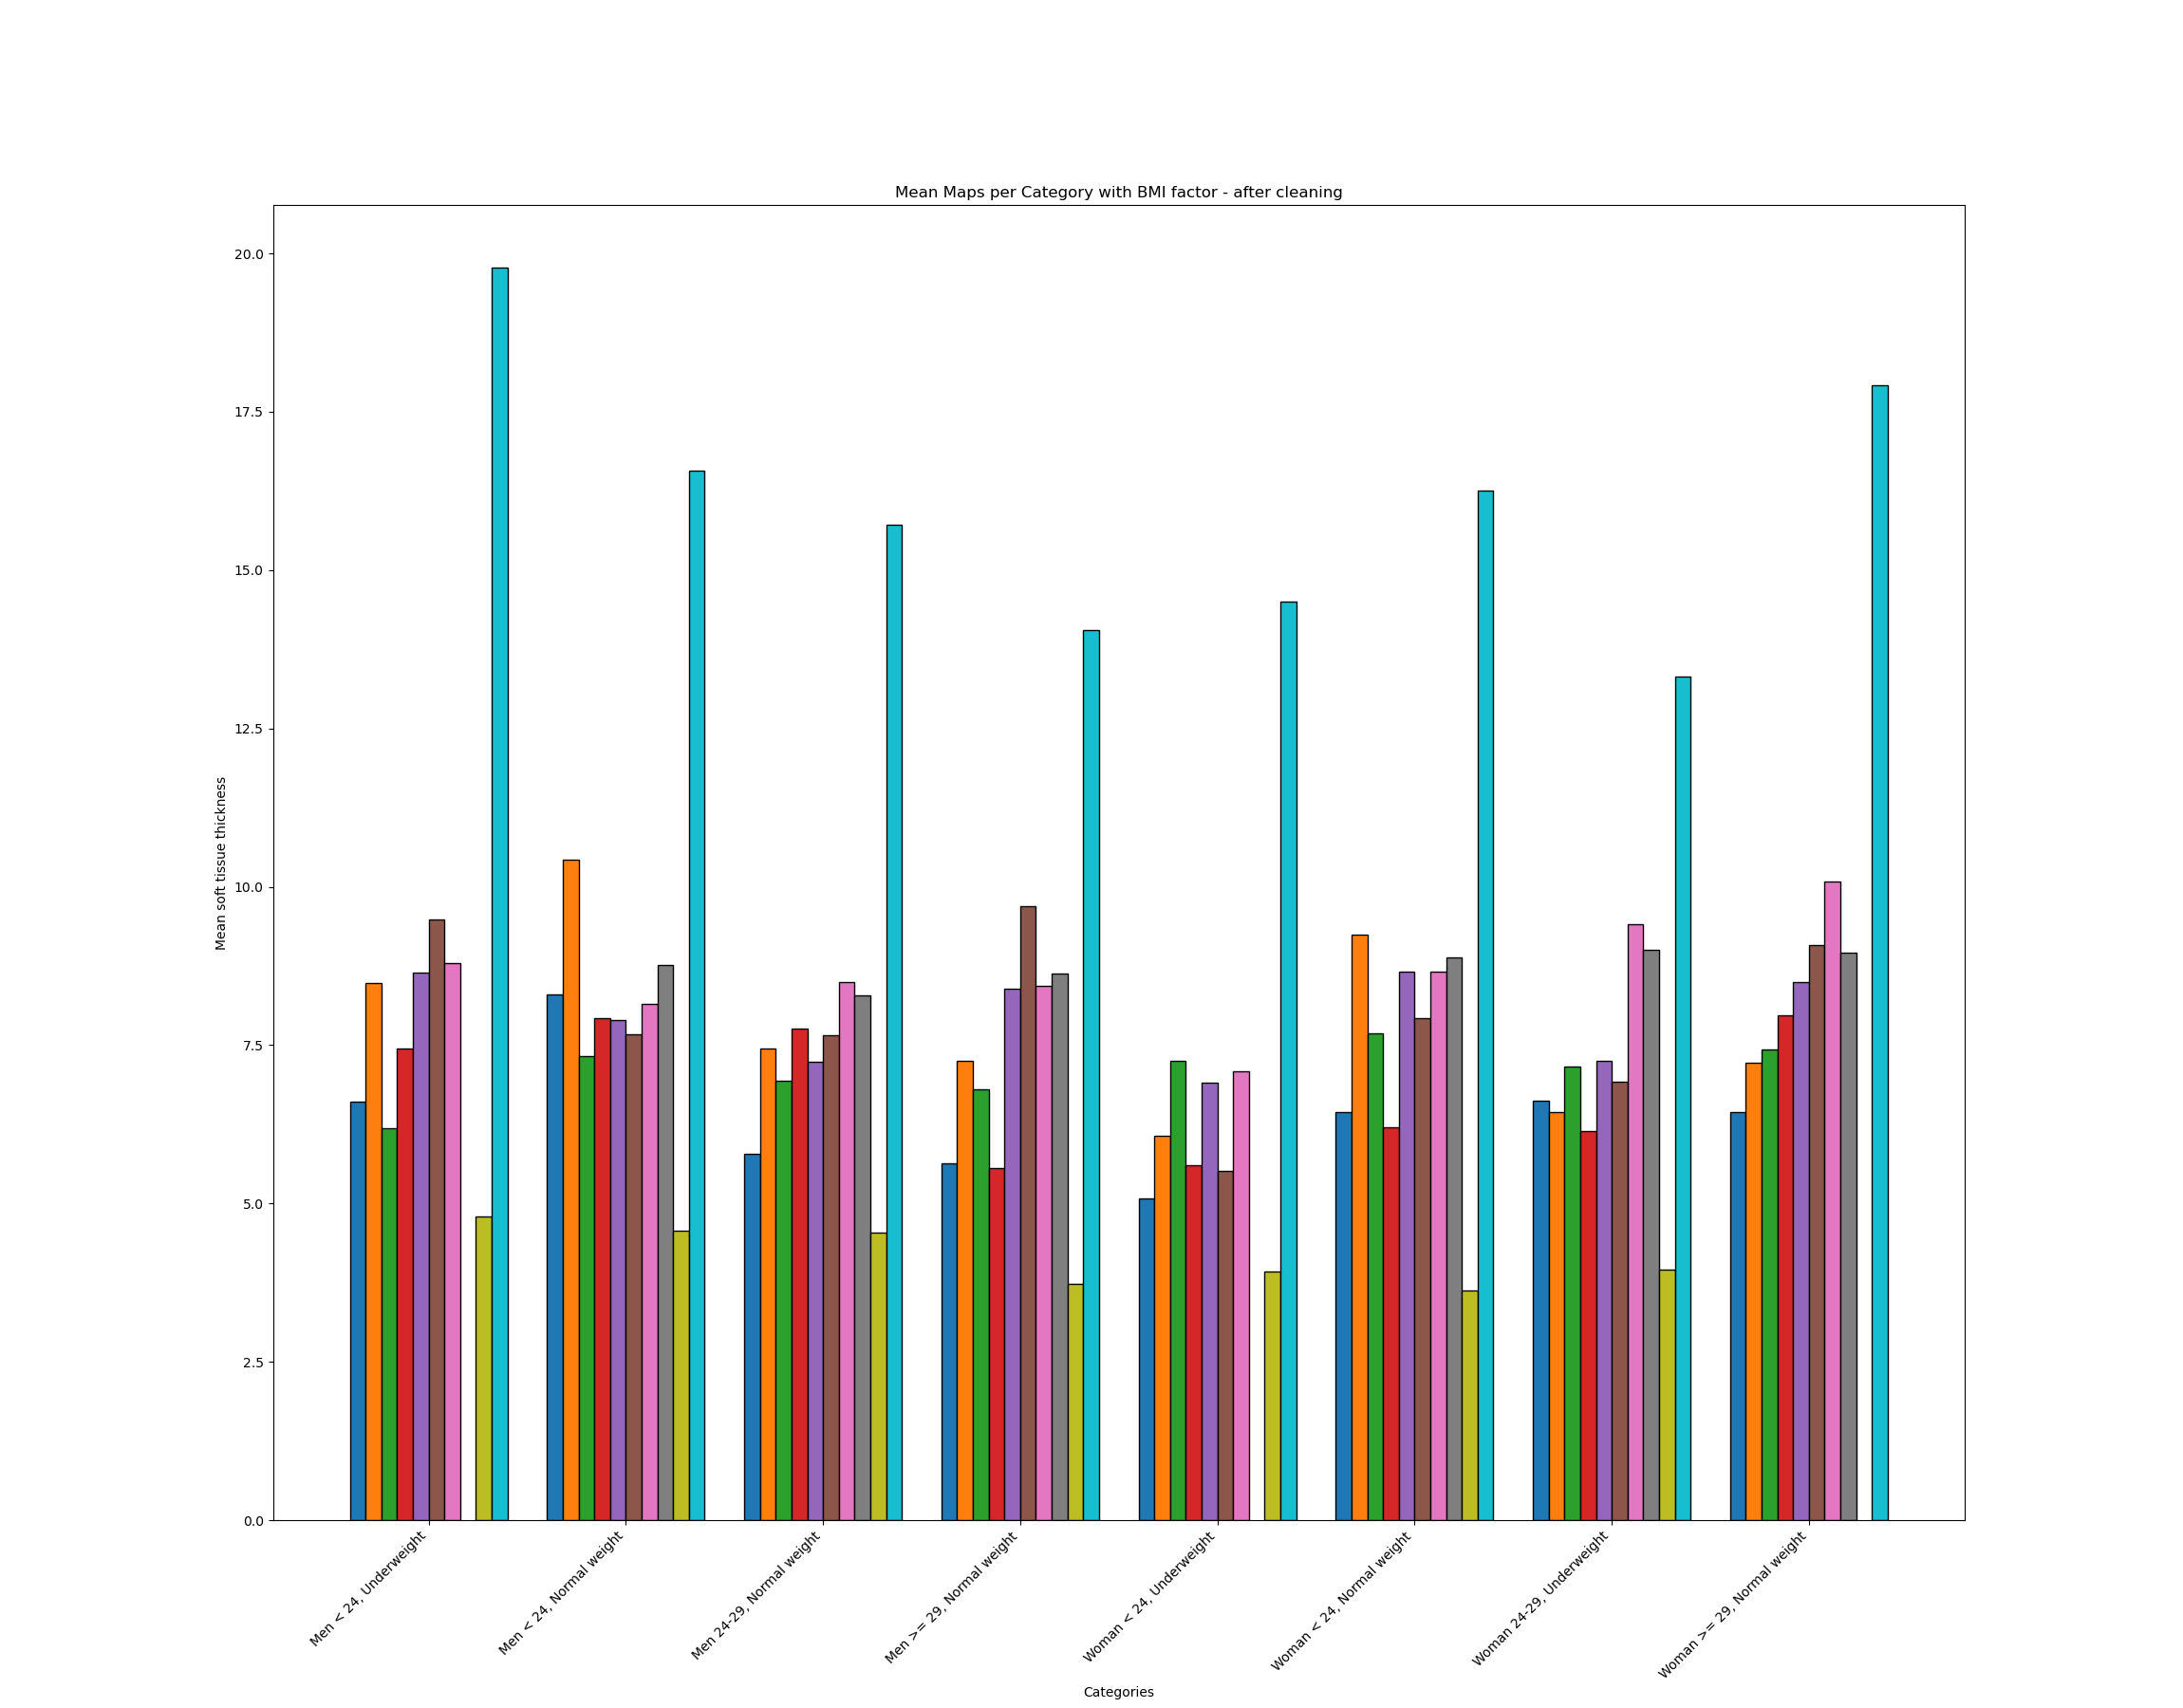 Mean Maps per Category with BMI factor - after cleaning
20.0
17.5
15.0
12.5
10.0
7.5
5.0
2.5
0.0
Mean soft tissue thickness
Men < 24, Underweight
Men < 24, Normal weight
Men 24-29, Normal weight
Men >= 29, Normal weight
Woman < 24, Underweight
Woman < 24, Normal weight
Woman 24-29, Underweight
Woman >= 29, Normal weight
Categories